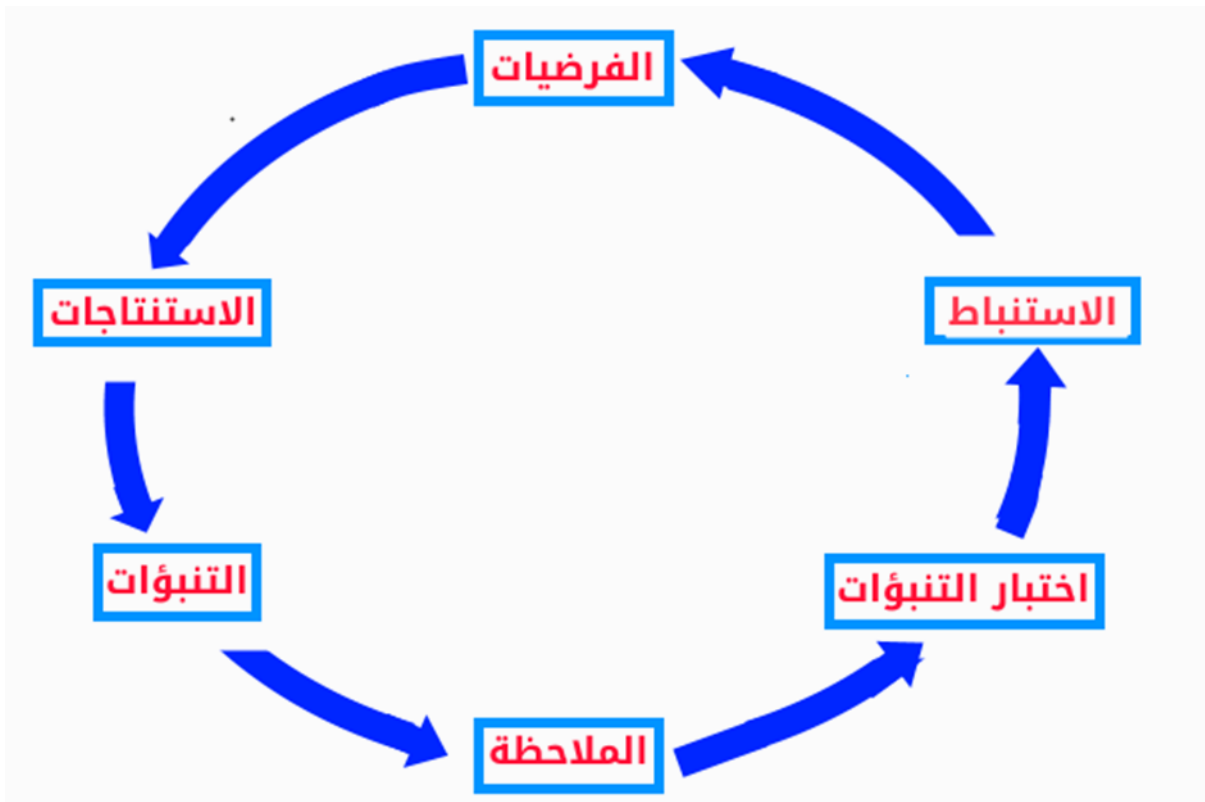 الفرضيات
الاستنتاجات
الاستنباط
التنبؤات
اختبار التنبؤات
الملاحظة